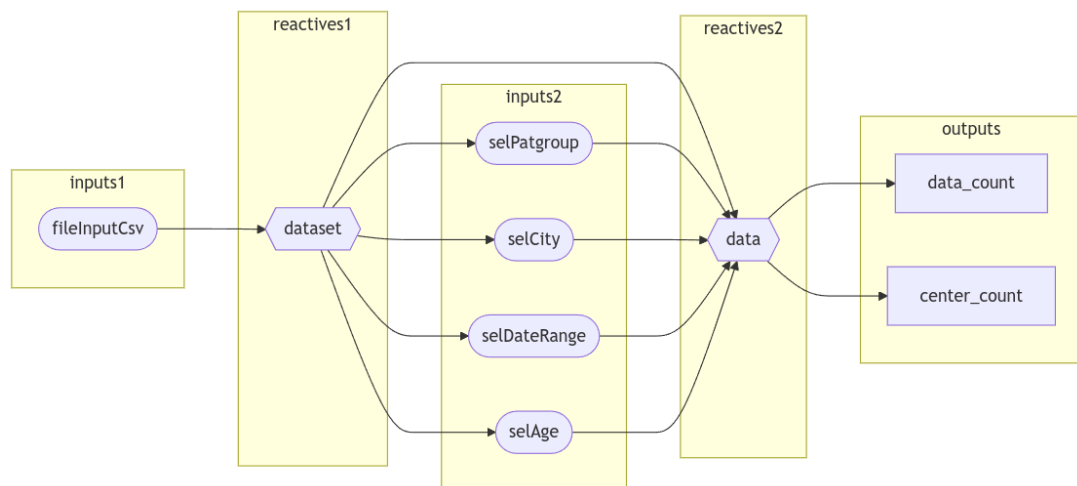 inputs1
fileInputCsv
reactives1
dataset
inputs2
selPatgroup
selCity
selDateRange
selAge
reactives2
data
outputs
data_count
center_count